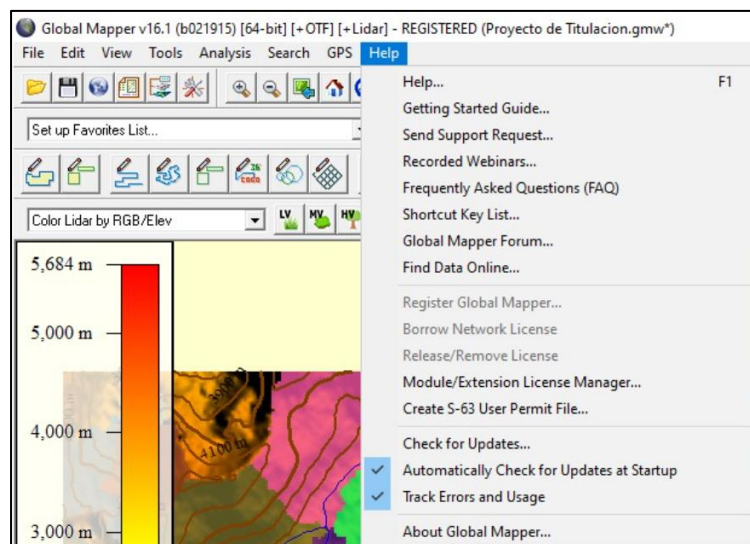 Global Mapper v16.1 (b021915) [64-bit] [+OTF] [+Lidar] - REGISTERED (Proyecto de Titulacion.gmw*)
File Edit View Tools Analysis Search GPS Help
Set up Favorites List...
Color Lidar by RGB/Elev
LV MV HV
5,684 m
5,000 m
4,000 m
3,000 m
3900 m
4100 m
Help... F1
Getting Started Guide...
Send Support Request...
Recorded Webinars...
Frequently Asked Questions (FAQ)
Shortcut Key List...
Global Mapper Forum...
Find Data Online...
Register Global Mapper...
Borrow Network License
Release/Remove License
Module/Extension License Manager...
Create S-63 User Permit File...
Check for Updates...
Automatically Check for Updates at Startup
Track Errors and Usage
About Global Mapper...